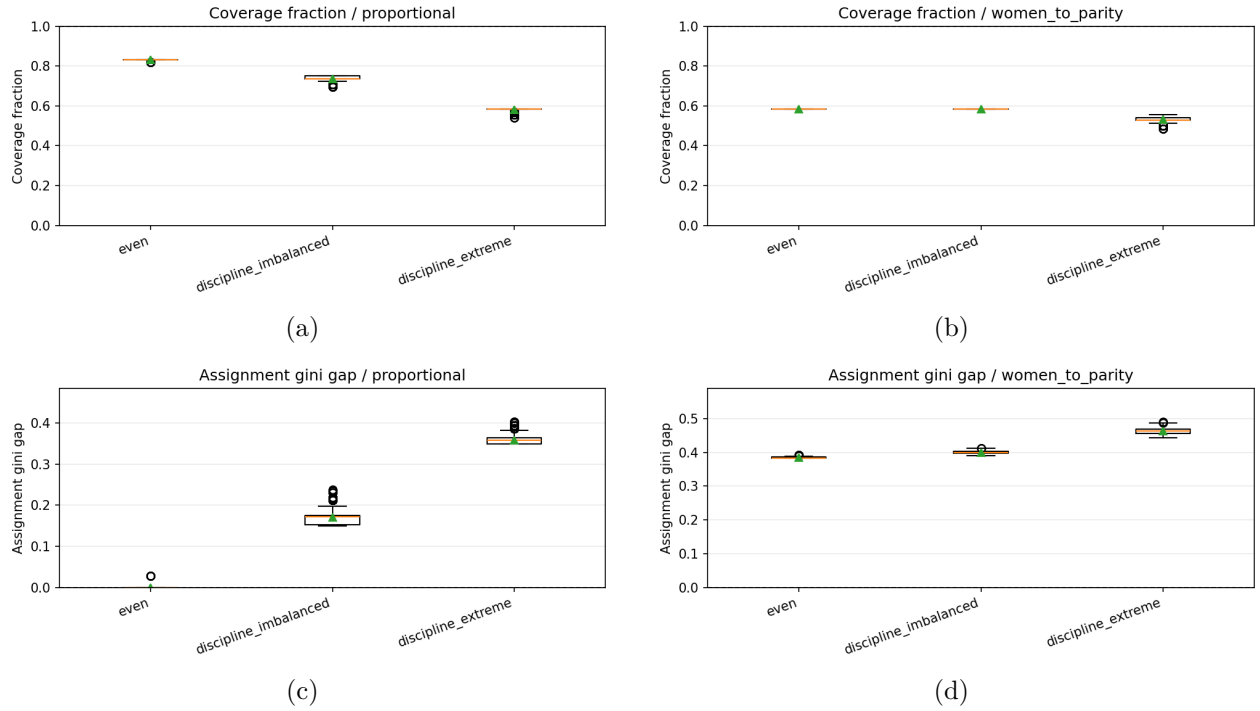 Coverage fraction / proportional
Coverage fraction
1.0
0.8
0.6
0.4
0.2
0.0
even
discipline_imbalanced
discipline_extreme
(a)
Coverage fraction / women_to_parity
Coverage fraction
1.0
0.8
0.6
0.4
0.2
0.0
even
discipline_imbalanced
discipline_extreme
(b)
Assignment gini gap / proportional
Assignment gini gap
0.4
0.3
0.2
0.1
0.0
even
discipline_imbalanced
discipline_extreme
(c)
Assignment gini gap / women_to_parity
Assignment gini gap
0.5
0.4
0.3
0.2
0.1
0.0
even
discipline_imbalanced
discipline_extreme
(d)